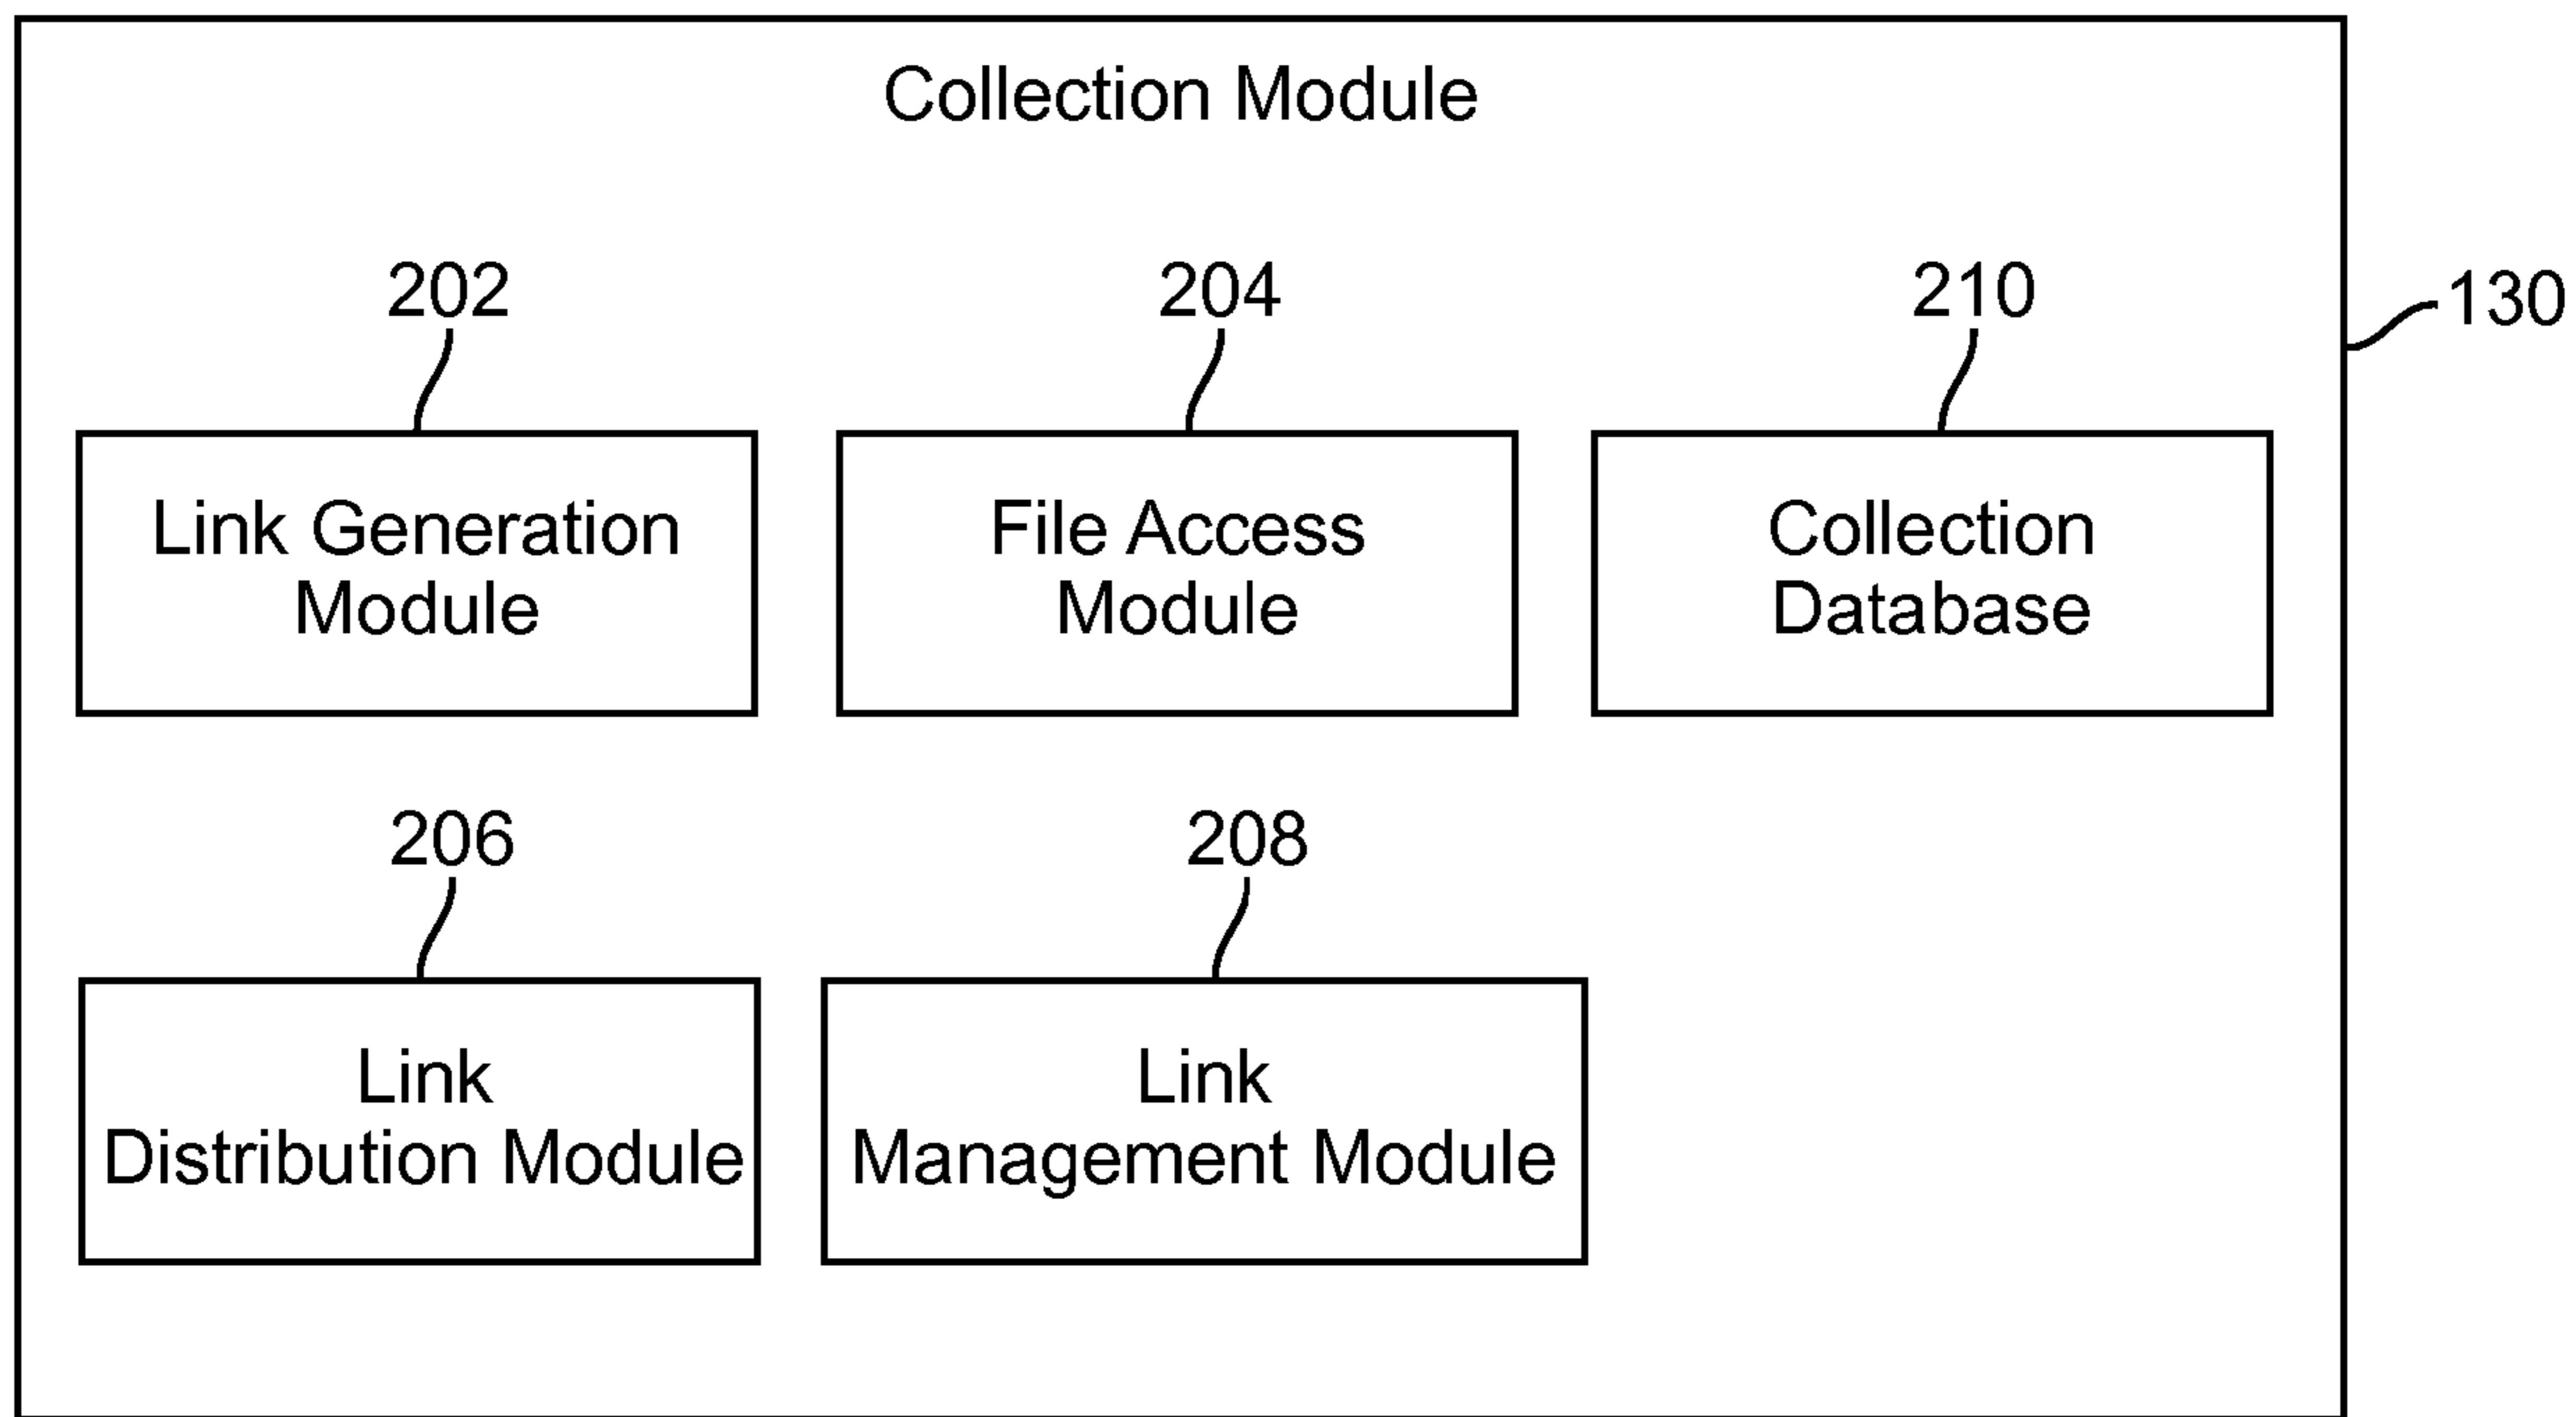 Collection Module
202
204
210
130
Link Generation
Module
File Access
Module
Collection
Database
206
208
Link
Distribution Module
Link
Management Module